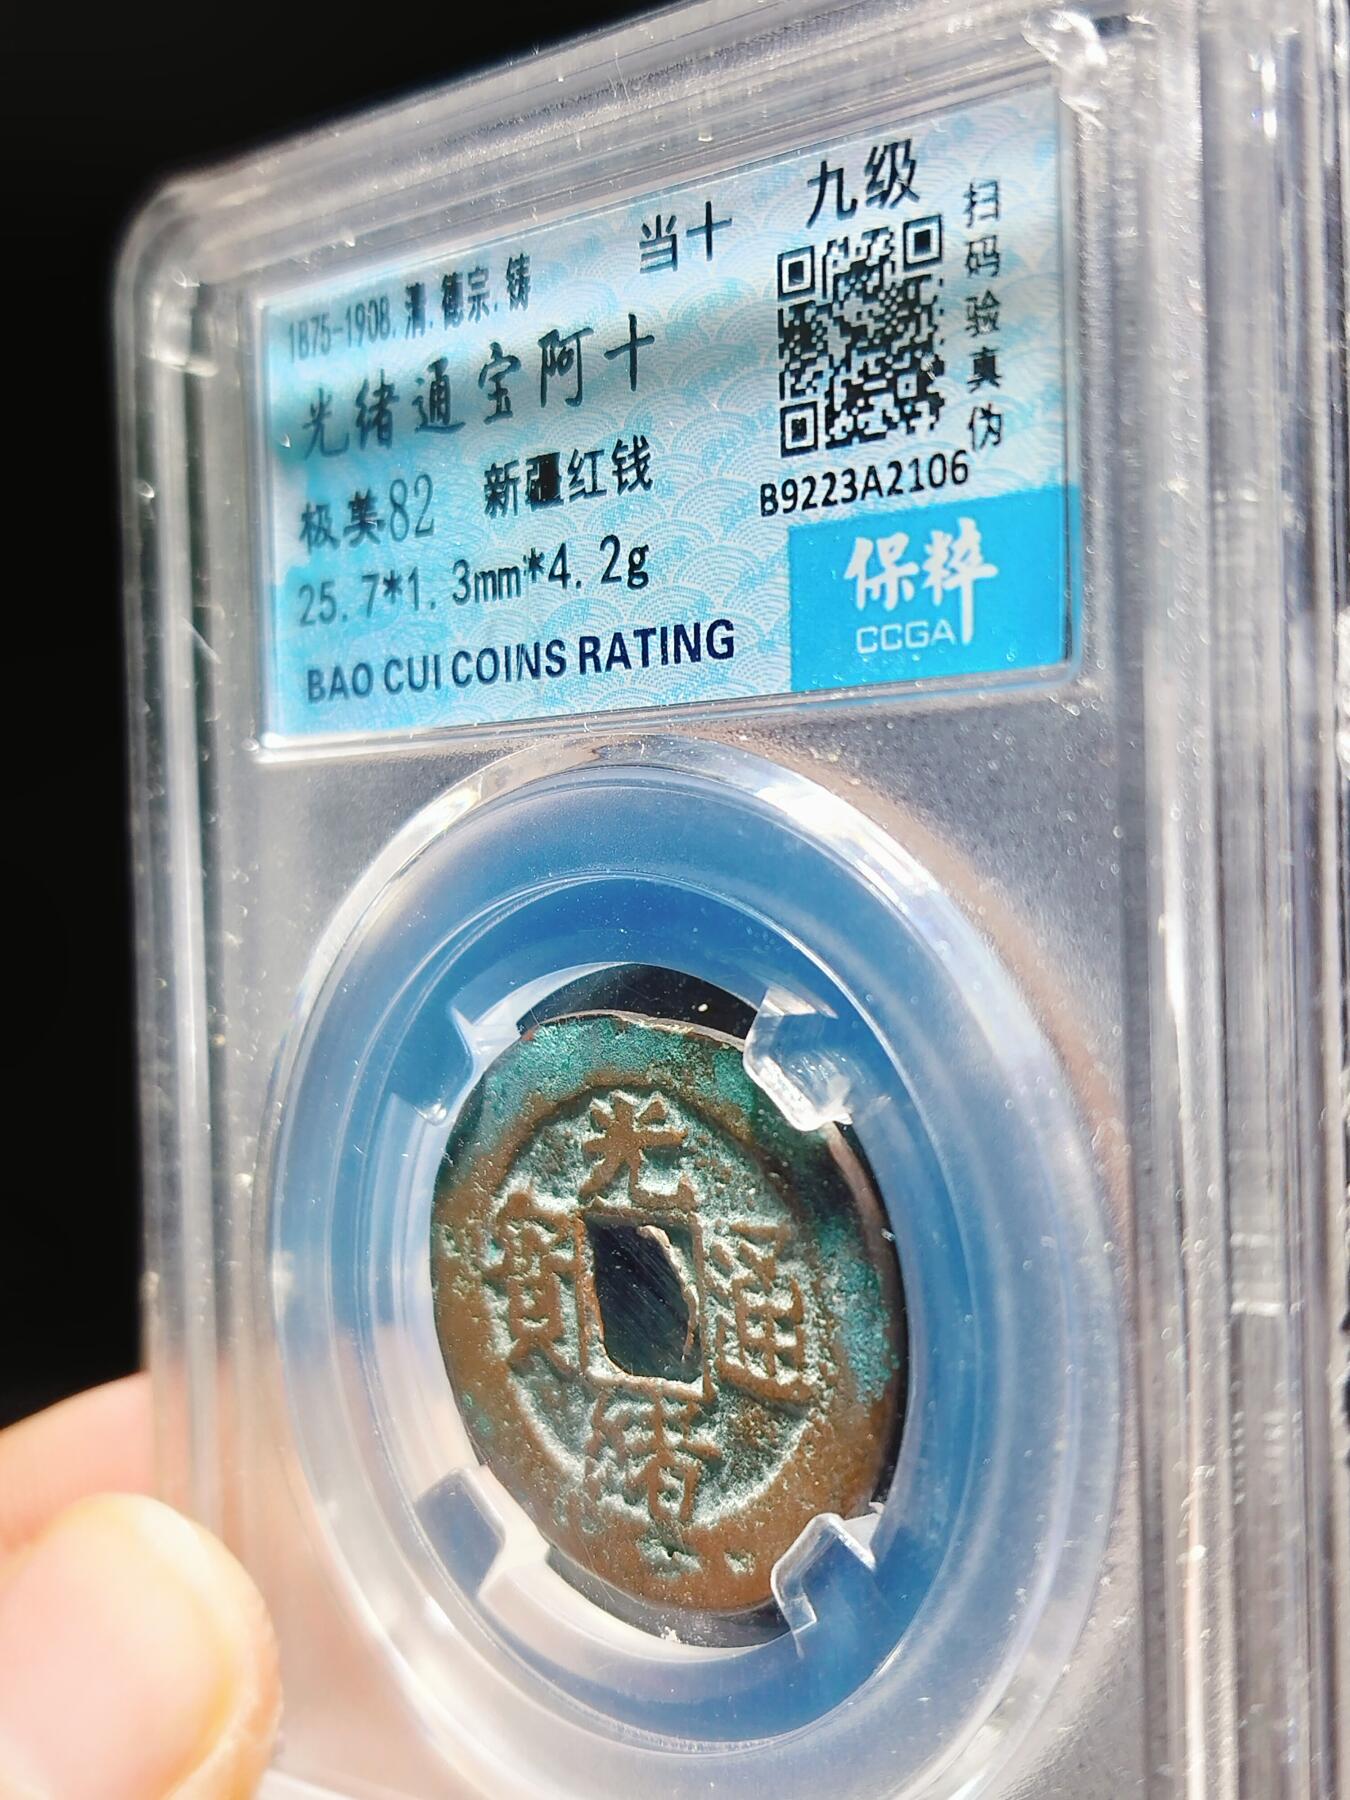 1875-1908.清.德宗.铸
当十
九级
光绪通宝阿十
极美82
新疆红钱
25.7*1.3mm*4.2g
BAO CUI COINS RATING
扫码验真伪
B9223A2106
保粹
CCGA
光
通
寶
緒